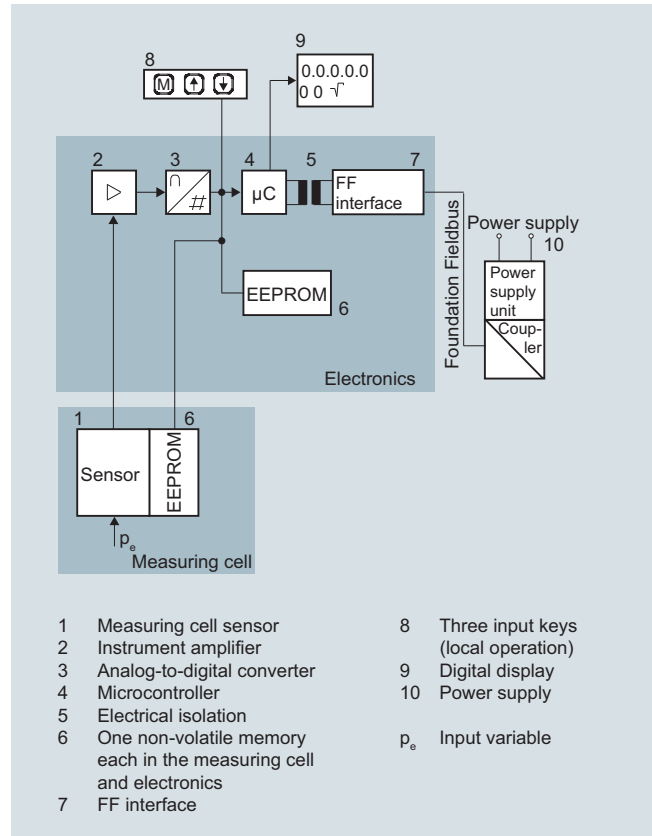 8
M
9
0.0.0.0.0
0 0 √
2
3
∩
#
4
µC
5
7
FF
interface
Foundation Fieldbus
Power supply
10
Power
supply
unit
Coup-
ler
EEPROM
6
Electronics
1
6
Sensor
EEPROM
pₑ
Measuring cell
1 Measuring cell sensor
2 Instrument amplifier
3 Analog-to-digital converter
4 Microcontroller
5 Electrical isolation
6 One non-volatile memory
each in the measuring cell
and electronics
7 FF interface
8 Three input keys
(local operation)
9 Digital display
10 Power supply
pₑ Input variable